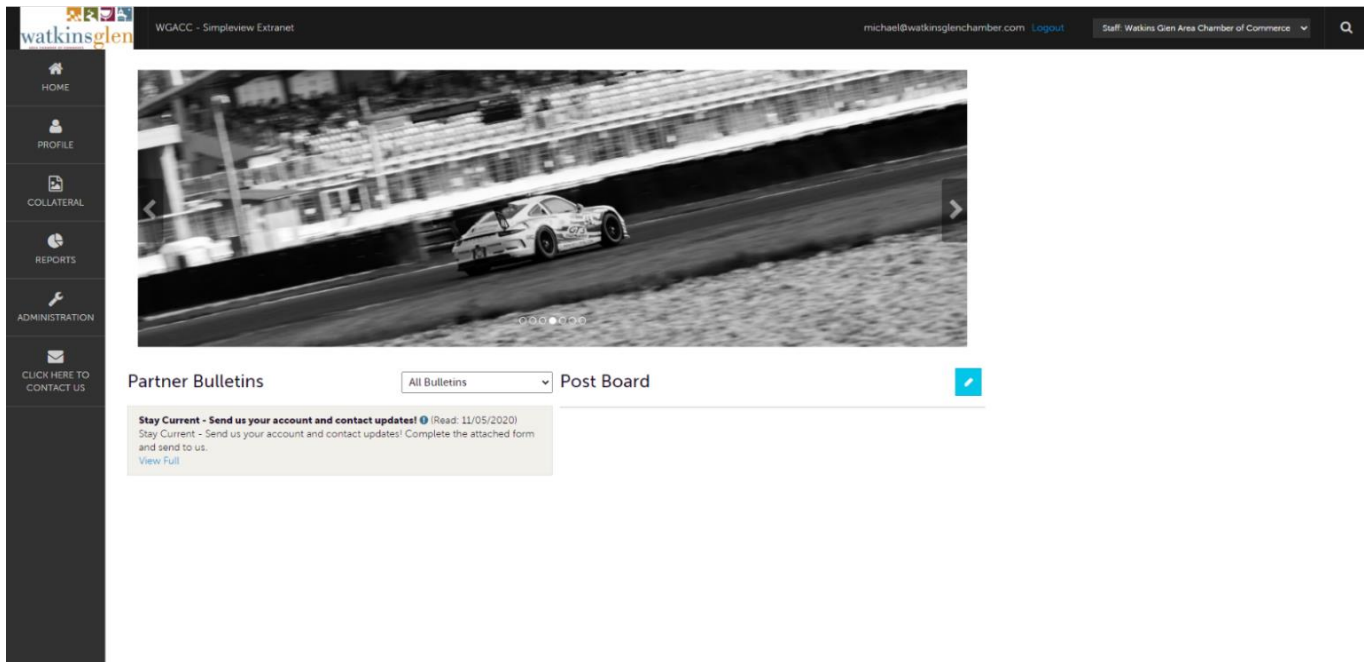 watkinsglen
WGACC - Simpleview Extranet
michael@watkinsglenchamber.com Logout
Staff: Watkins Glen Area Chamber of Commerce
HOME
PROFILE
COLLATERAL
REPORTS
ADMINISTRATION
CLICK HERE TO
CONTACT US
Partner Bulletins
All Bulletins
Stay Current - Send us your account and contact updates! (Read: 11/05/2020)
Stay Current - Send us your account and contact updates! Complete the attached form
and send to us.
View Full
Post Board